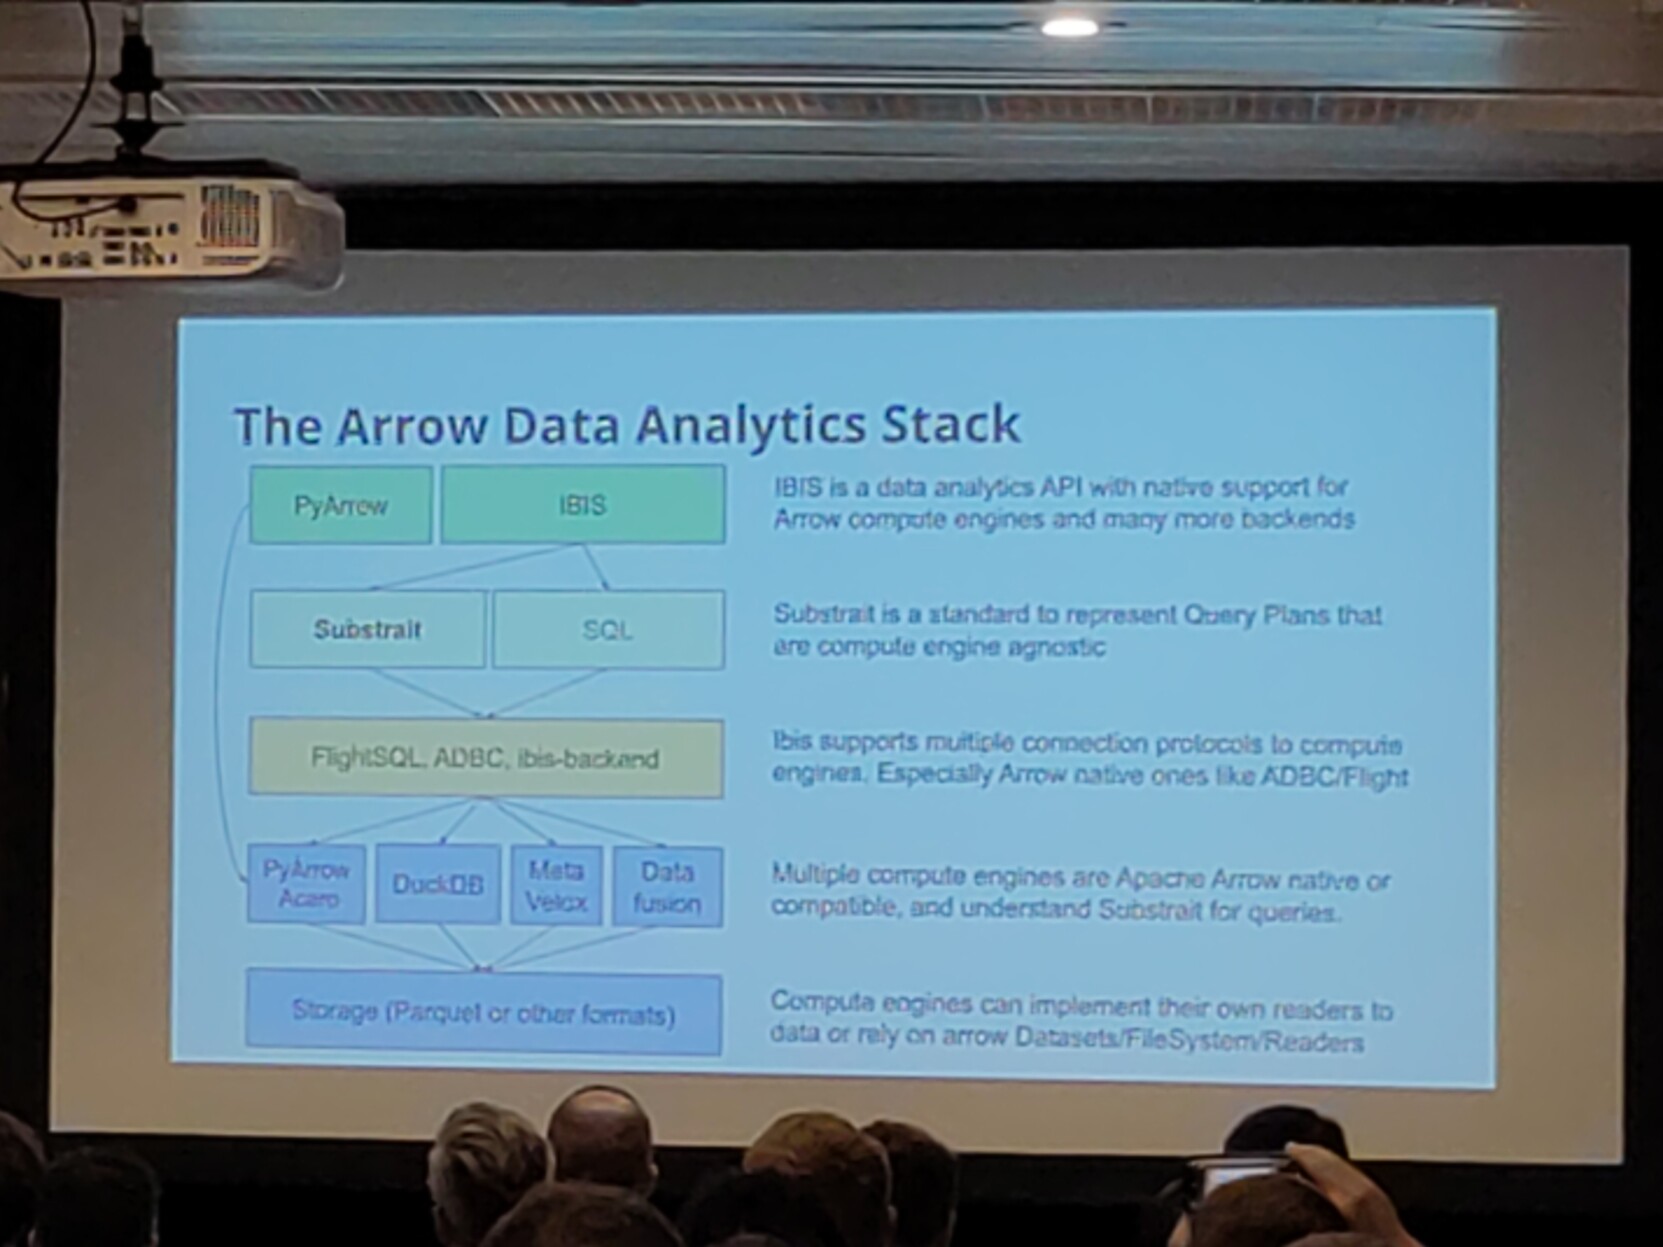 The Arrow Data Analytics Stack
PyArrow
IBIS
IBIS is a data analytics API with native support for
Arrow compute engines and many more backends
Substrait
SQL
Substrait is a standard to represent Query Plans that
are compute engine agnostic
FlightSQL, ADBC, ibis-backend
Ibis supports multiple connection protocols to compute
engines. Especially Arrow native ones like ADBC/Flight
PyArrow
Acero
DuckDB
Meta
Velox
Data
fusion
Multiple compute engines are Apache Arrow native or
compatible, and understand Substrait for queries.
Storage (Parquet or other formats)
Compute engines can implement their own readers to
data or rely on arrow Datasets/FileSystem/Readers